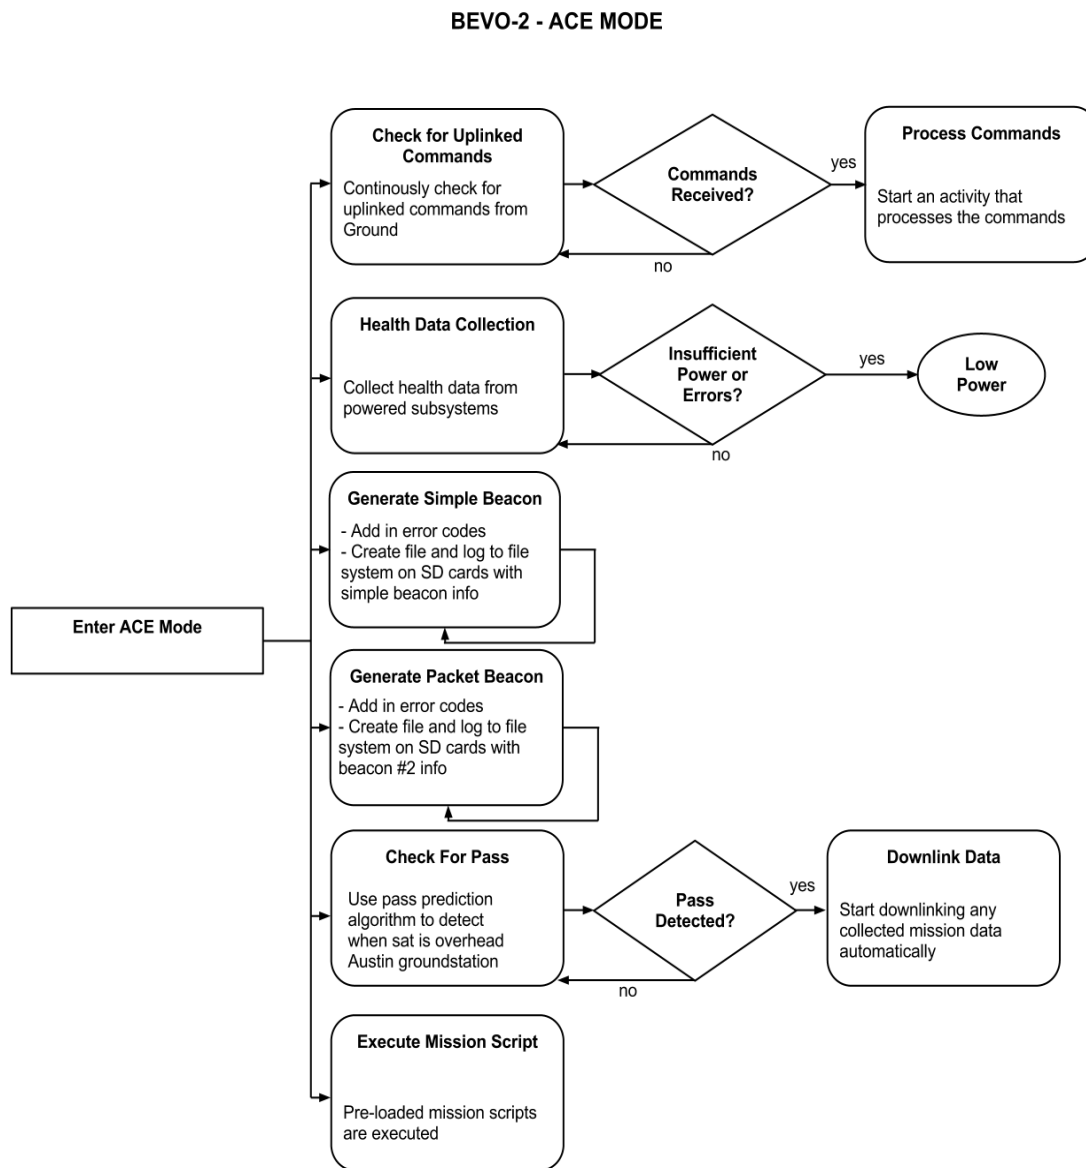 BEVO-2 - ACE MODE
Check for Uplinked
Commands
Continously check for
uplinked commands from
Ground
Commands
Received?
yes
no
Process Commands
Start an activity that
processes the commands
Health Data Collection
Collect health data from
powered subsystems
Insufficient
Power or
Errors?
yes
no
Low
Power
Generate Simple Beacon
- Add in error codes
- Create file and log to file
system on SD cards with
simple beacon info
Enter ACE Mode
Generate Packet Beacon
- Add in error codes
- Create file and log to file
system on SD cards with
beacon #2 info
Check For Pass
Use pass prediction
algorithm to detect
when sat is overhead
Austin groundstation
Pass
Detected?
yes
no
Downlink Data
Start downlinking any
collected mission data
automatically
Execute Mission Script
Pre-loaded mission scripts
are executed